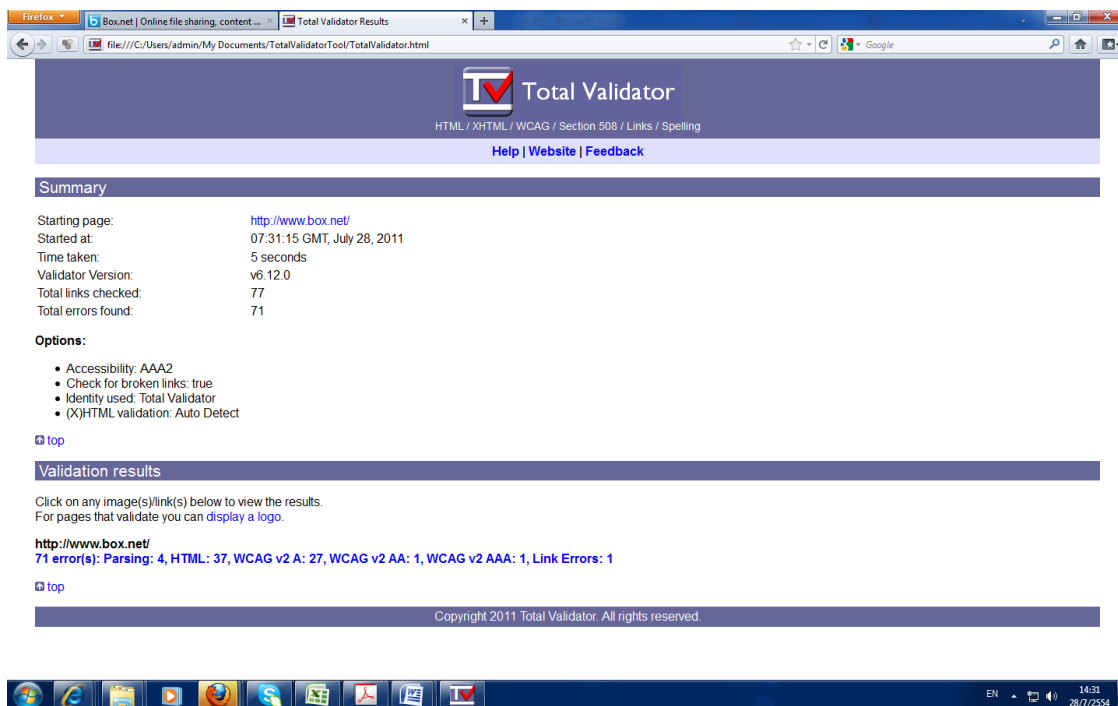 Firefox
Box.net | Online file sharing, content ...
Total Validator Results
file:///C:/Users/admin/My Documents/TotalValidatorTool/TotalValidator.html
Google
Total Validator
HTML / XHTML / WCAG / Section 508 / Links / Spelling
Help | Website | Feedback
Summary
Starting page: http://www.box.net/
Started at: 07:31:15 GMT, July 28, 2011
Time taken: 5 seconds
Validator Version: v6.12.0
Total links checked: 77
Total errors found: 71
Options:
Accessibility: AAA2
Check for broken links: true
Identity used: Total Validator
(X)HTML validation: Auto Detect
top
Validation results
Click on any image(s)/link(s) below to view the results.
For pages that validate you can display a logo.
http://www.box.net/
71 error(s): Parsing: 4, HTML: 37, WCAG v2 A: 27, WCAG v2 AA: 1, WCAG v2 AAA: 1, Link Errors: 1
top
Copyright 2011 Total Validator. All rights reserved.
EN
14:31
28/7/2554